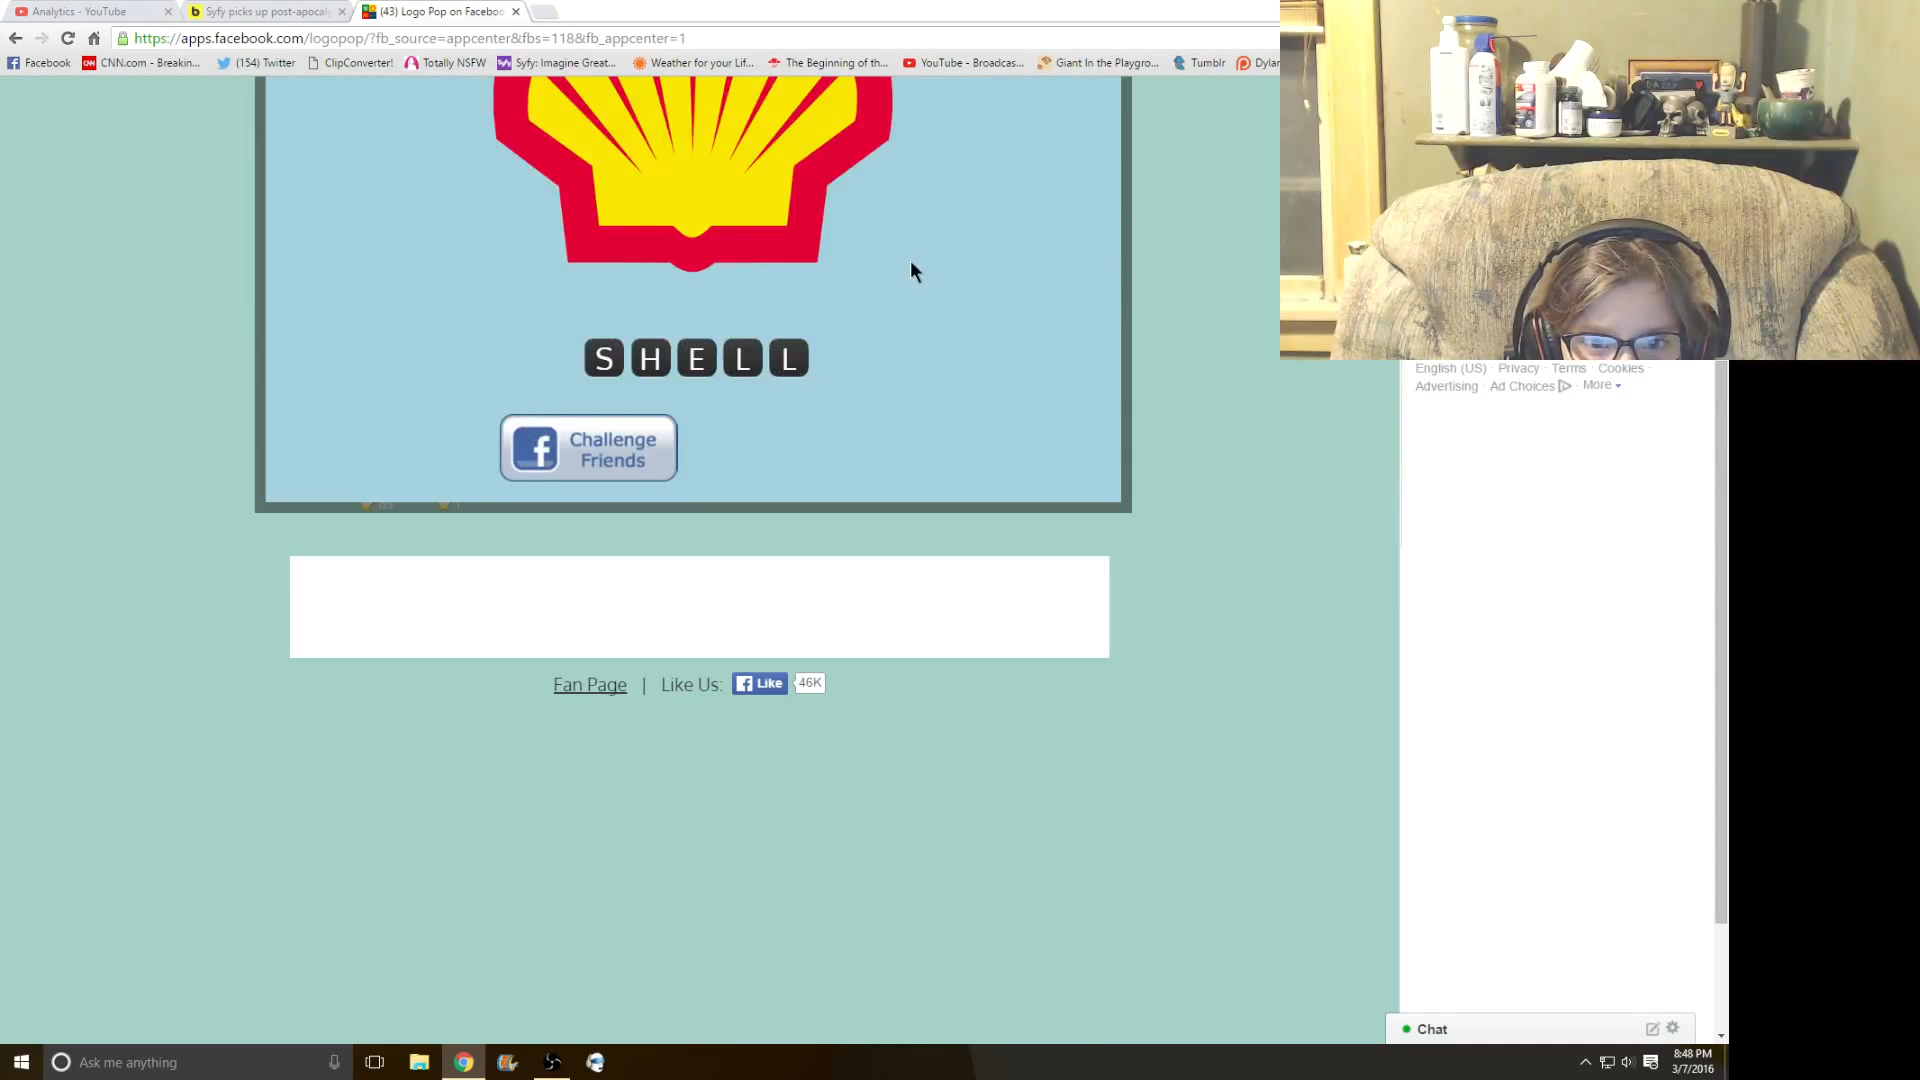 Analytics - YouTube
Syfy picks up post-apocal
(43) Logo Pop on Faceboo
https://apps.facebook.com/logopop/?fb_source=appcenter&fbs=118&fb_appcenter=1
Facebook
CNN.com - Breakin...
(154) Twitter
ClipConverter!
Totally NSFW
Syfy: Imagine Great...
Weather for your Lif...
The Beginning of th...
YouTube - Broadcas...
Giant In the Playgro...
Tumblr
Dylar
SHELL
Challenge
Friends
Fan Page | Like Us: Like 46K
English (US) · Privacy · Terms · Cookies ·
Advertising · Ad Choices · More
Chat
Ask me anything
8:48 PM
3/7/2016